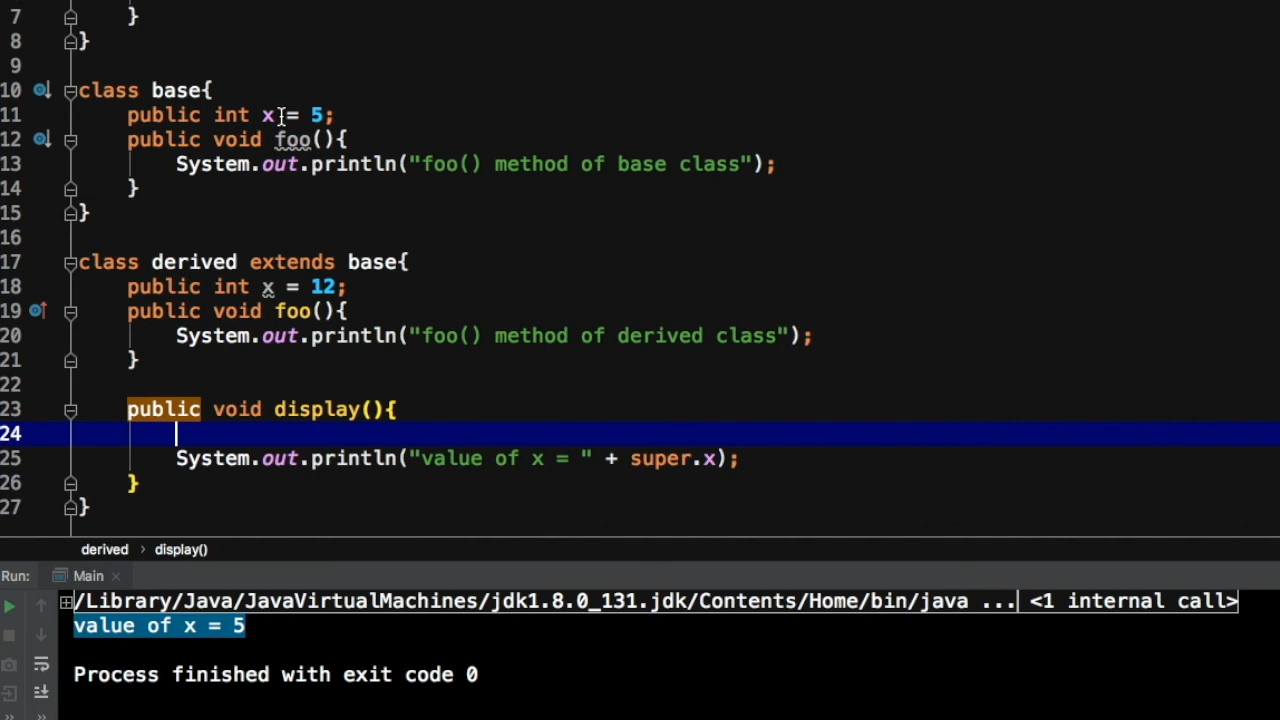 7 }
8 }
9
10 class base{
11 public int x = 5;
12 public void foo(){
13 System.out.println("foo() method of base class");
14 }
15 }
16
17 class derived extends base{
18 public int x = 12;
19 public void foo(){
20 System.out.println("foo() method of derived class");
21 }
22
23 public void display(){
24
25 System.out.println("value of x = " + super.x);
26 }
27 }
derived › display()
Run: Main ×
/Library/Java/JavaVirtualMachines/jdk1.8.0_131.jdk/Contents/Home/bin/java ... <1 internal call>
value of x = 5
Process finished with exit code 0